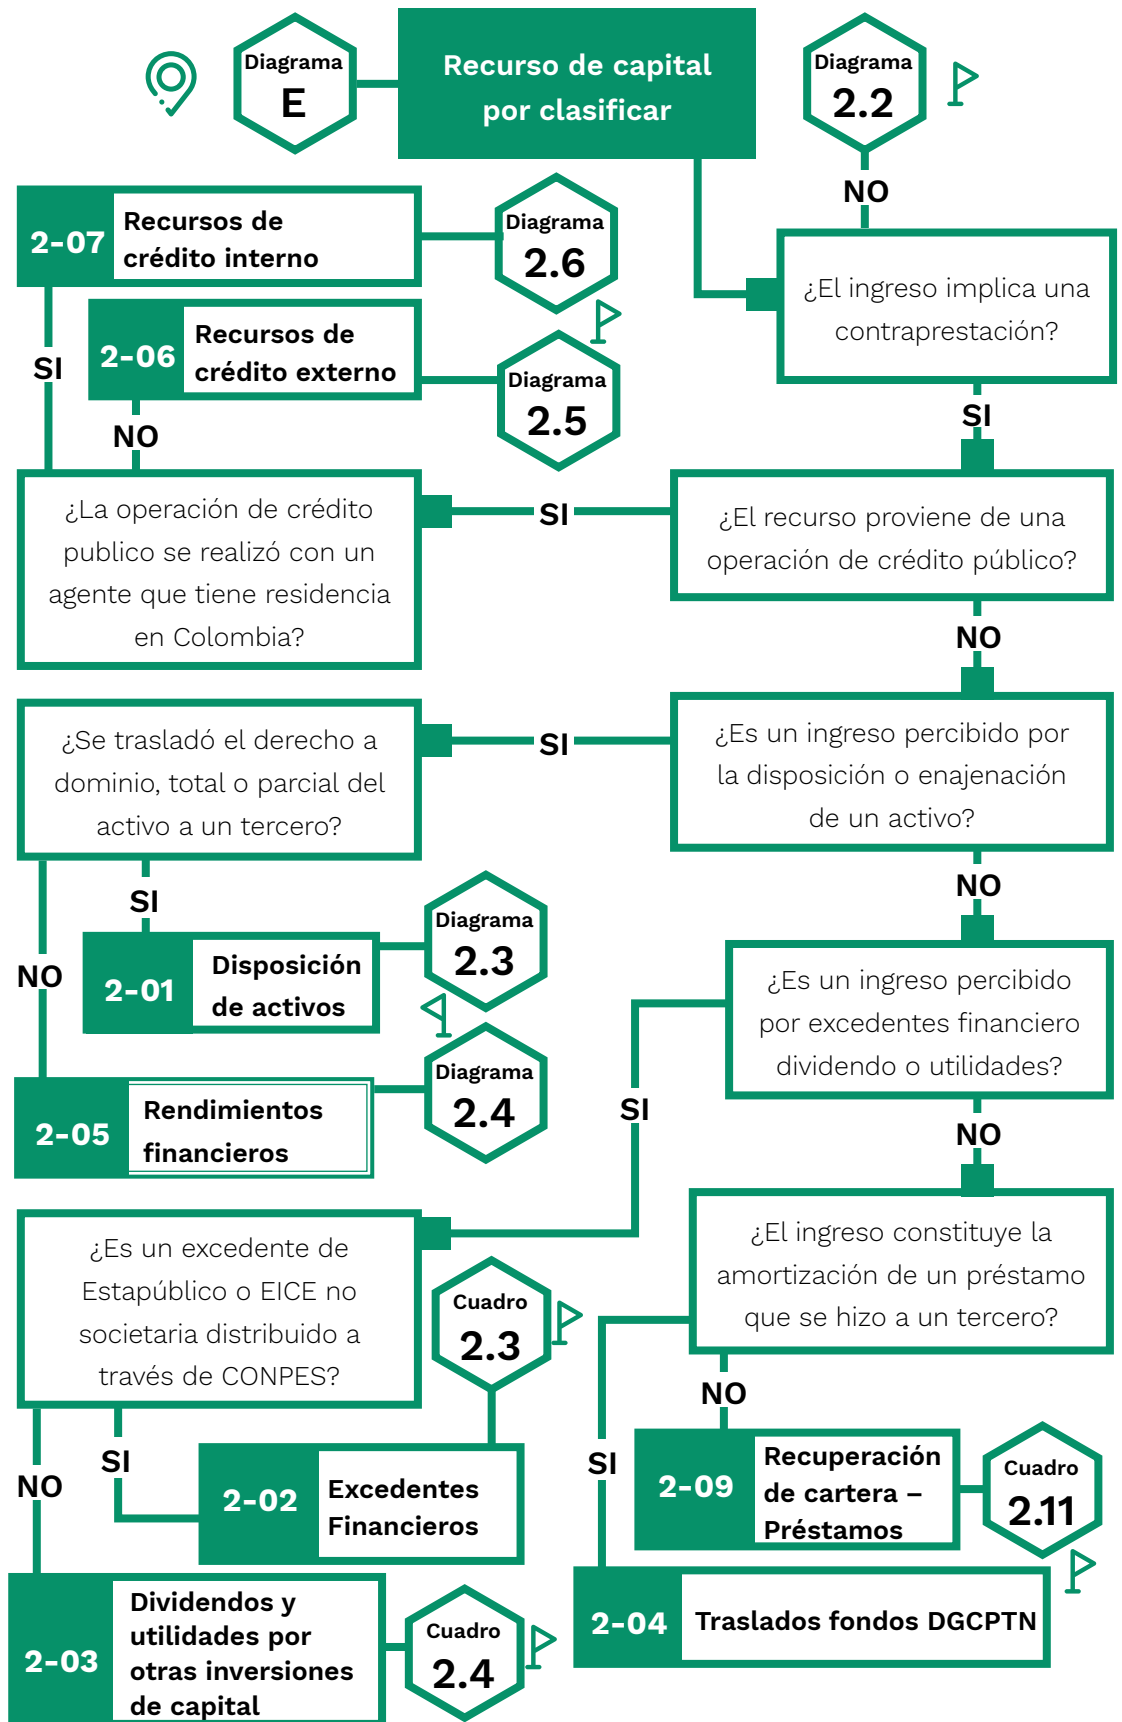 Diagrama
E
Recurso de capital
por clasificar
Diagrama
2.2
NO
¿El ingreso implica una
contraprestación?
SI
2-07
Recursos de
crédito interno
Diagrama
2.6
SI
2-06
Recursos de
crédito externo
Diagrama
2.5
NO
¿La operación de crédito
publico se realizó con un
agente que tiene residencia
en Colombia?
SI
¿El recurso proviene de una
operación de crédito público?
NO
¿Se trasladó el derecho a
dominio, total o parcial del
activo a un tercero?
SI
¿Es un ingreso percibido por
la disposición o enajenación
de un activo?
NO
SI
NO
2-01
Disposición
de activos
Diagrama
2.3
2-05
Rendimientos
financieros
Diagrama
2.4
¿Es un ingreso percibido
por excedentes financiero
dividendo o utilidades?
SI
NO
¿Es un excedente de
Estapúblico o EICE no
societaria distribuido a
través de CONPES?
Cuadro
2.3
¿El ingreso constituye la
amortización de un préstamo
que se hizo a un tercero?
NO
SI
SI
NO
2-02
Excedentes
Financieros
2-09
Recuperación
de cartera –
Préstamos
Cuadro
2.11
2-03
Dividendos y
utilidades por
otras inversiones
de capital
Cuadro
2.4
2-04
Traslados fondos DGCPTN